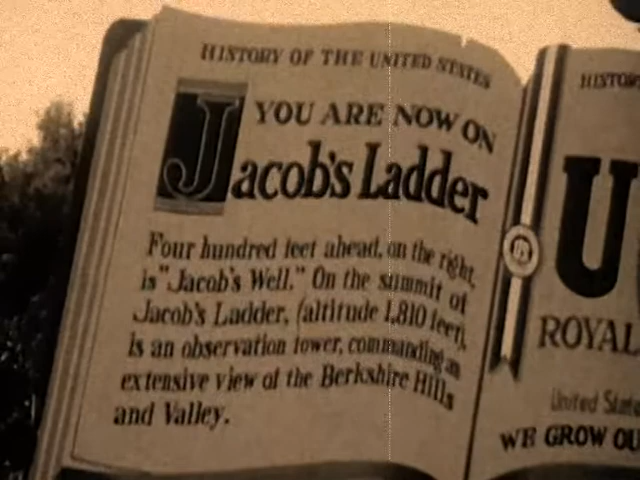 HISTORY OF THE UNITED STATES
YOU ARE NOW ON
Jacob's Ladder
Four hundred feet ahead, on the right,
is "Jacob's Well." On the summit of
Jacob's Ladder, (altitude 1,810 feet),
is an observation tower, commanding an
extensive view of the Berkshire Hills
and Valley.
HISTOR
U
ROYAL
United State
WE GROW OU